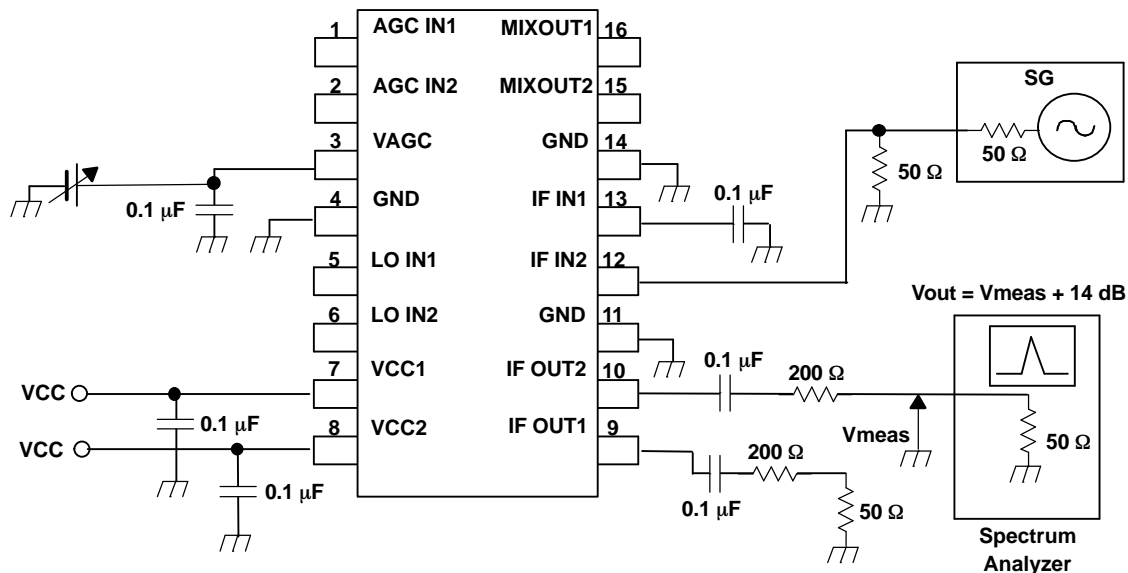 1 AGC IN1 MIXOUT1 16
2 AGC IN2 MIXOUT2 15
3 VAGC GND 14
4 GND IF IN1 13
5 LO IN1 IF IN2 12
6 LO IN2 GND 11
7 VCC1 IF OUT2 10
8 VCC2 IF OUT1 9
0.1 μF
VCC
0.1 μF
VCC
0.1 μF
0.1 μF
SG
50 Ω
50 Ω
Vout = Vmeas + 14 dB
0.1 μF
200 Ω
Vmeas
50 Ω
200 Ω
0.1 μF
50 Ω
Spectrum
Analyzer